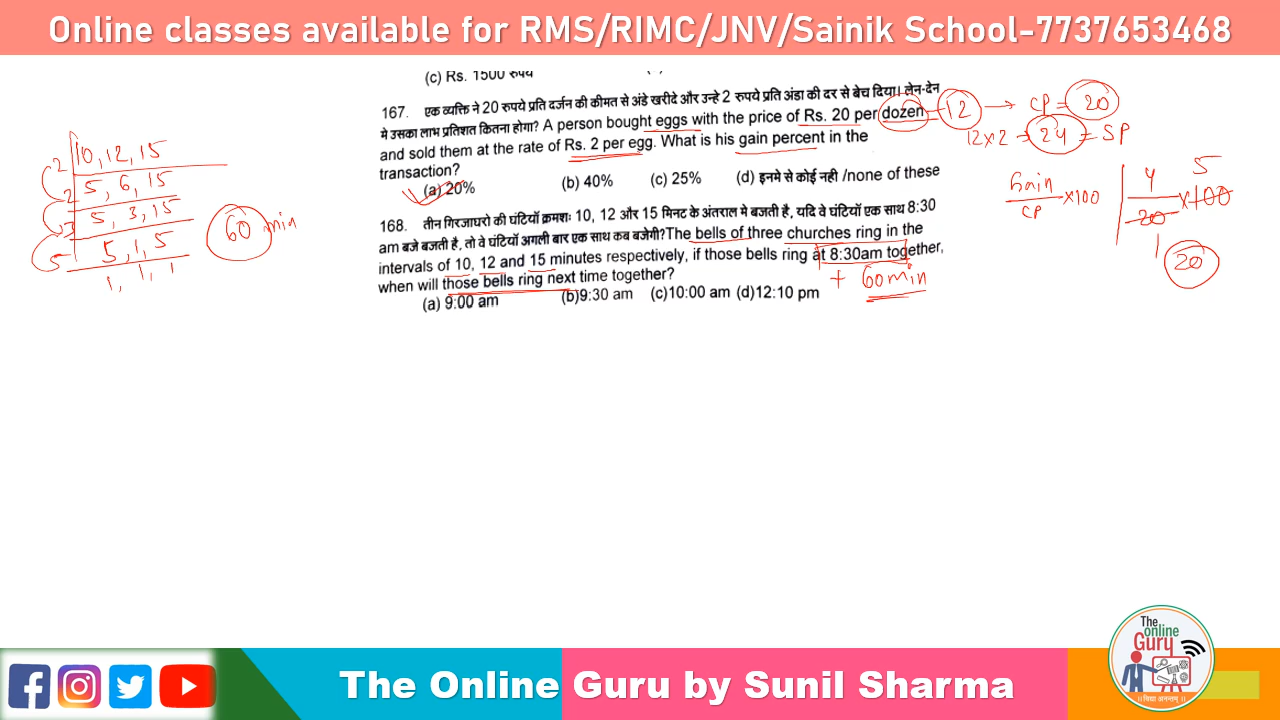 Online classes available for RMS/RIMC/JNV/Sainik School-7737653468
(c) Rs. 1500 रुपय
167. एक व्यक्ति ने 20 रुपये प्रति दर्जन की कीमत से अंडे खरीदे और उन्हे 2 रुपये प्रति अंडा की दर से बेच दिया। लेन-देन
मे उसका लाभ प्रतिशत कितना होगा? A person bought eggs with the price of Rs. 20 per dozen
and sold them at the rate of Rs. 2 per egg. What is his gain percent in the
transaction?
(a) 20% (b) 40% (c) 25% (d) इनमे से कोई नही /none of these
168. तीन गिरजाघरो की घंटियॉ क्रमशः 10, 12 और 15 मिनट के अंतराल मे बजती है, यदि वे घंटियॉ एक साथ 8:30
am बजे बजती है, तो वे घंटियॉ अगली बार एक साथ कब बजेगी? The bells of three churches ring in the
intervals of 10, 12 and 15 minutes respectively, if those bells ring at 8:30am together,
when will those bells ring next time together?
(a) 9:00 am (b)9:30 am (c)10:00 am (d)12:10 pm
= 12 → CP = 20
12x2 = 24 = SP
Gain
CP
x100
4
20
x100
5
1
20
+ 60min
2 10, 12, 15
2 5, 6, 15
3 5, 3, 15
5 5, 1, 5
1, 1, 1
60 min
The Online Guru by Sunil Sharma
The
online
Guru